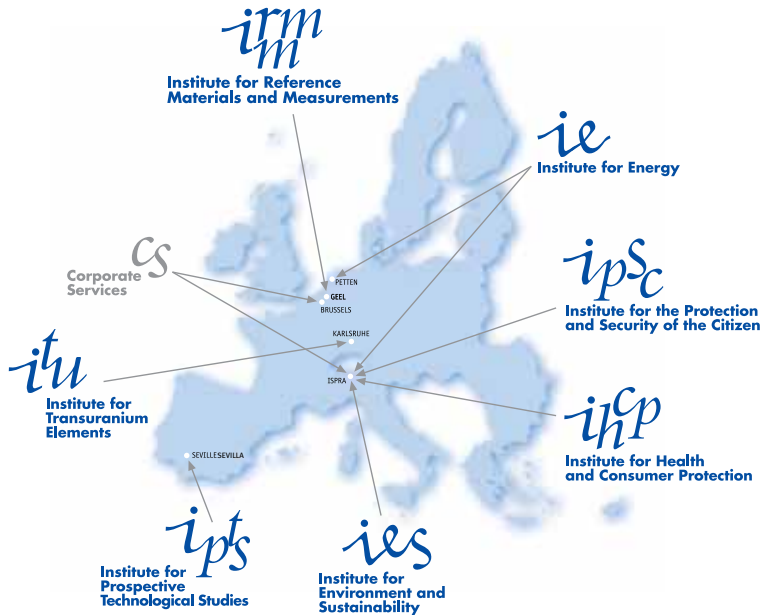 irmm
Institute for Reference
Materials and Measurements
ie
Institute for Energy
cs
Corporate
Services
PETTEN
GEEL
BRUSSELS
ipsc
Institute for the Protection
and Security of the Citizen
KARLSRUHE
itu
Institute for
Transuranium
Elements
ISPRA
ihcp
Institute for Health
and Consumer Protection
SEVILLESEVILLA
ipts
Institute for
Prospective
Technological Studies
ies
Institute for
Environment and
Sustainability